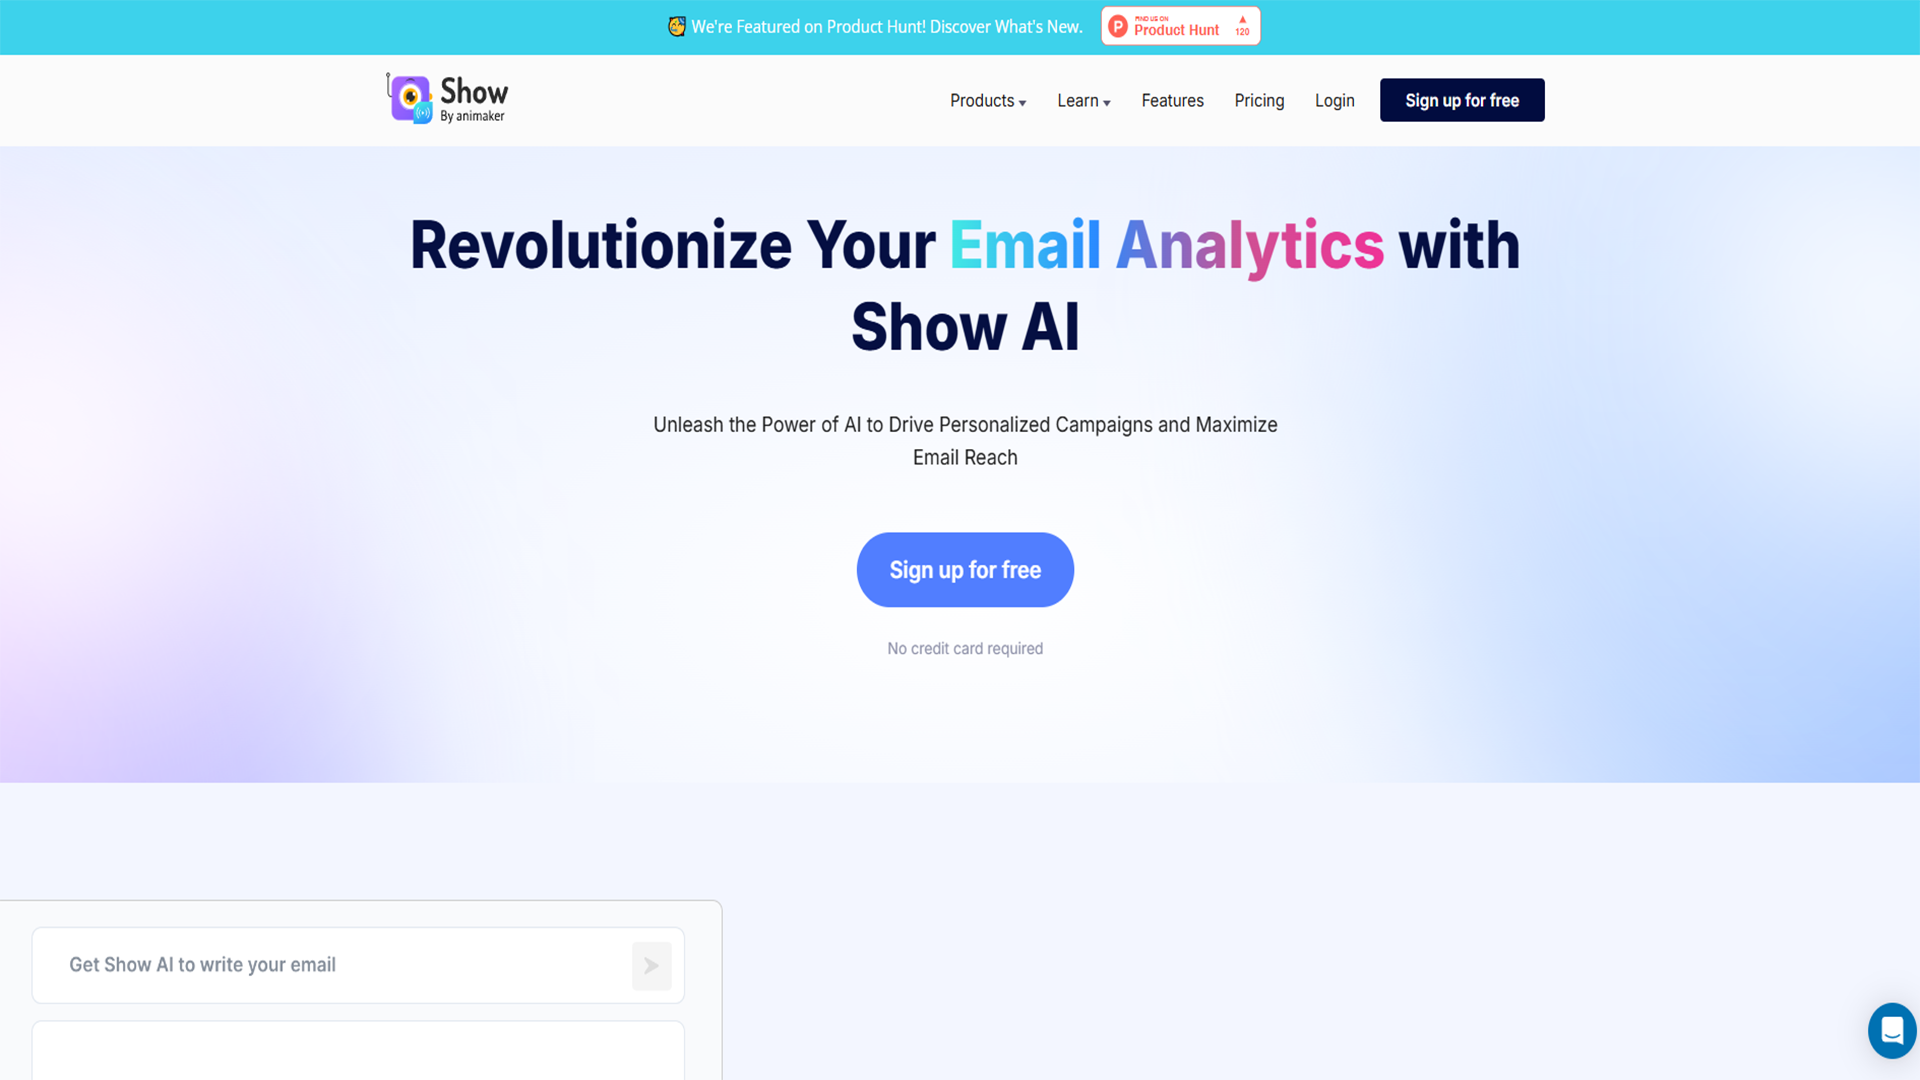 We're Featured on Product Hunt! Discover What's New.
FIND US ON
Product Hunt
120
Show
By animaker
Products
Learn
Features
Pricing
Login
Sign up for free
Revolutionize Your Email Analytics with
Show AI
Unleash the Power of AI to Drive Personalized Campaigns and Maximize
Email Reach
Sign up for free
No credit card required
Get Show AI to write your email